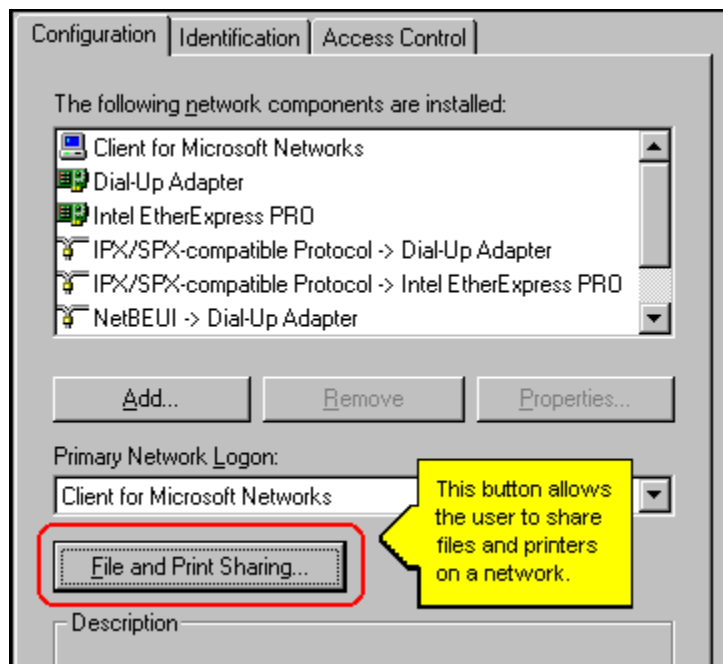 Configuration
Identification
Access Control
The following network components are installed:
Client for Microsoft Networks
Dial-Up Adapter
Intel EtherExpress PRO
IPX/SPX-compatible Protocol -> Dial-Up Adapter
IPX/SPX-compatible Protocol -> Intel EtherExpress PRO
NetBEUI -> Dial-Up Adapter
Add...
Remove
Properties...
Primary Network Logon:
Client for Microsoft Networks
This button allows
the user to share
files and printers
on a network.
File and Print Sharing...
Description